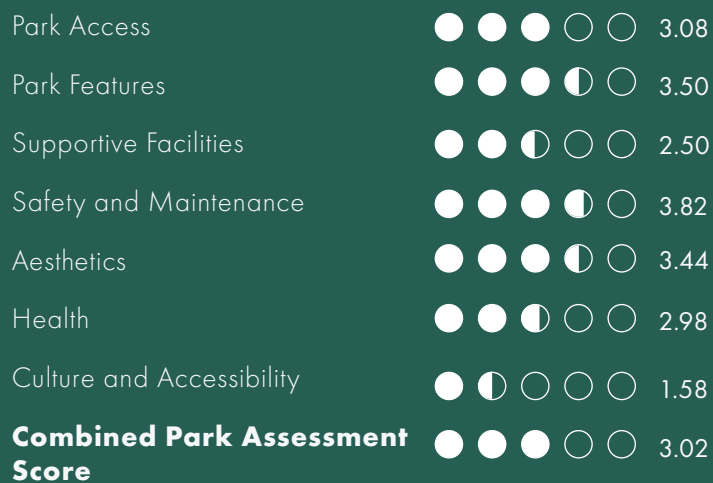 Park Access 3.08
Park Features 3.50
Supportive Facilities 2.50
Safety and Maintenance 3.82
Aesthetics 3.44
Health 2.98
Culture and Accessibility 1.58
Combined Park Assessment 3.02
Score